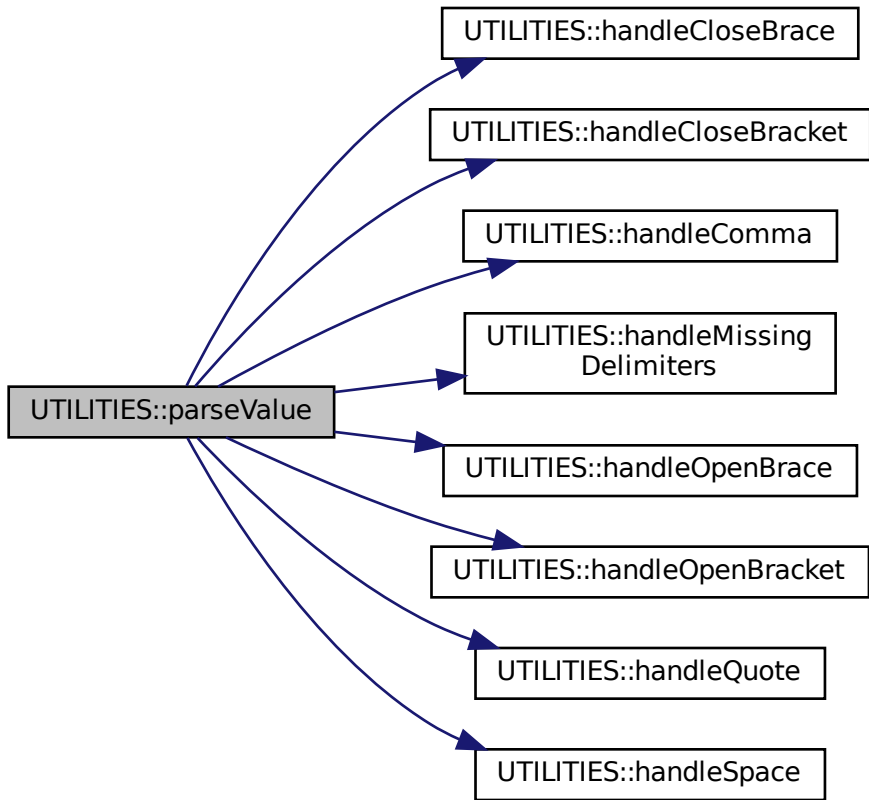 UTILITIES::handleCloseBrace
UTILITIES::handleCloseBracket
UTILITIES::handleComma
UTILITIES::handleMissing
Delimiters
UTILITIES::parseValue
UTILITIES::handleOpenBrace
UTILITIES::handleOpenBracket
UTILITIES::handleQuote
UTILITIES::handleSpace